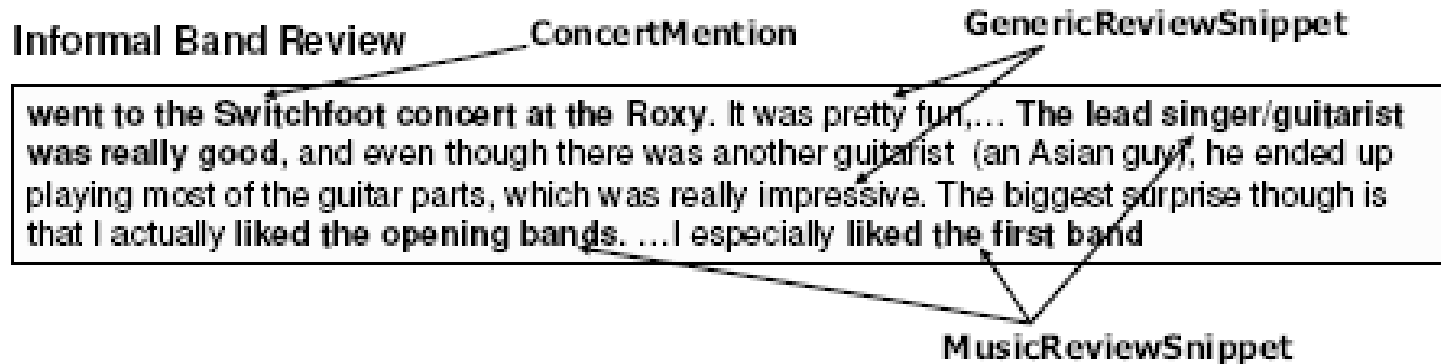 Informal Band Review
ConcertMention
GenericReviewSnippet
went to the Switchfoot concert at the Roxy. It was pretty fun,... The lead singer/guitarist
was really good, and even though there was another guitarist (an Asian guy), he ended up
playing most of the guitar parts, which was really impressive. The biggest surprise though is
that I actually liked the opening bands. ...I especially liked the first band
MusicReviewSnippet